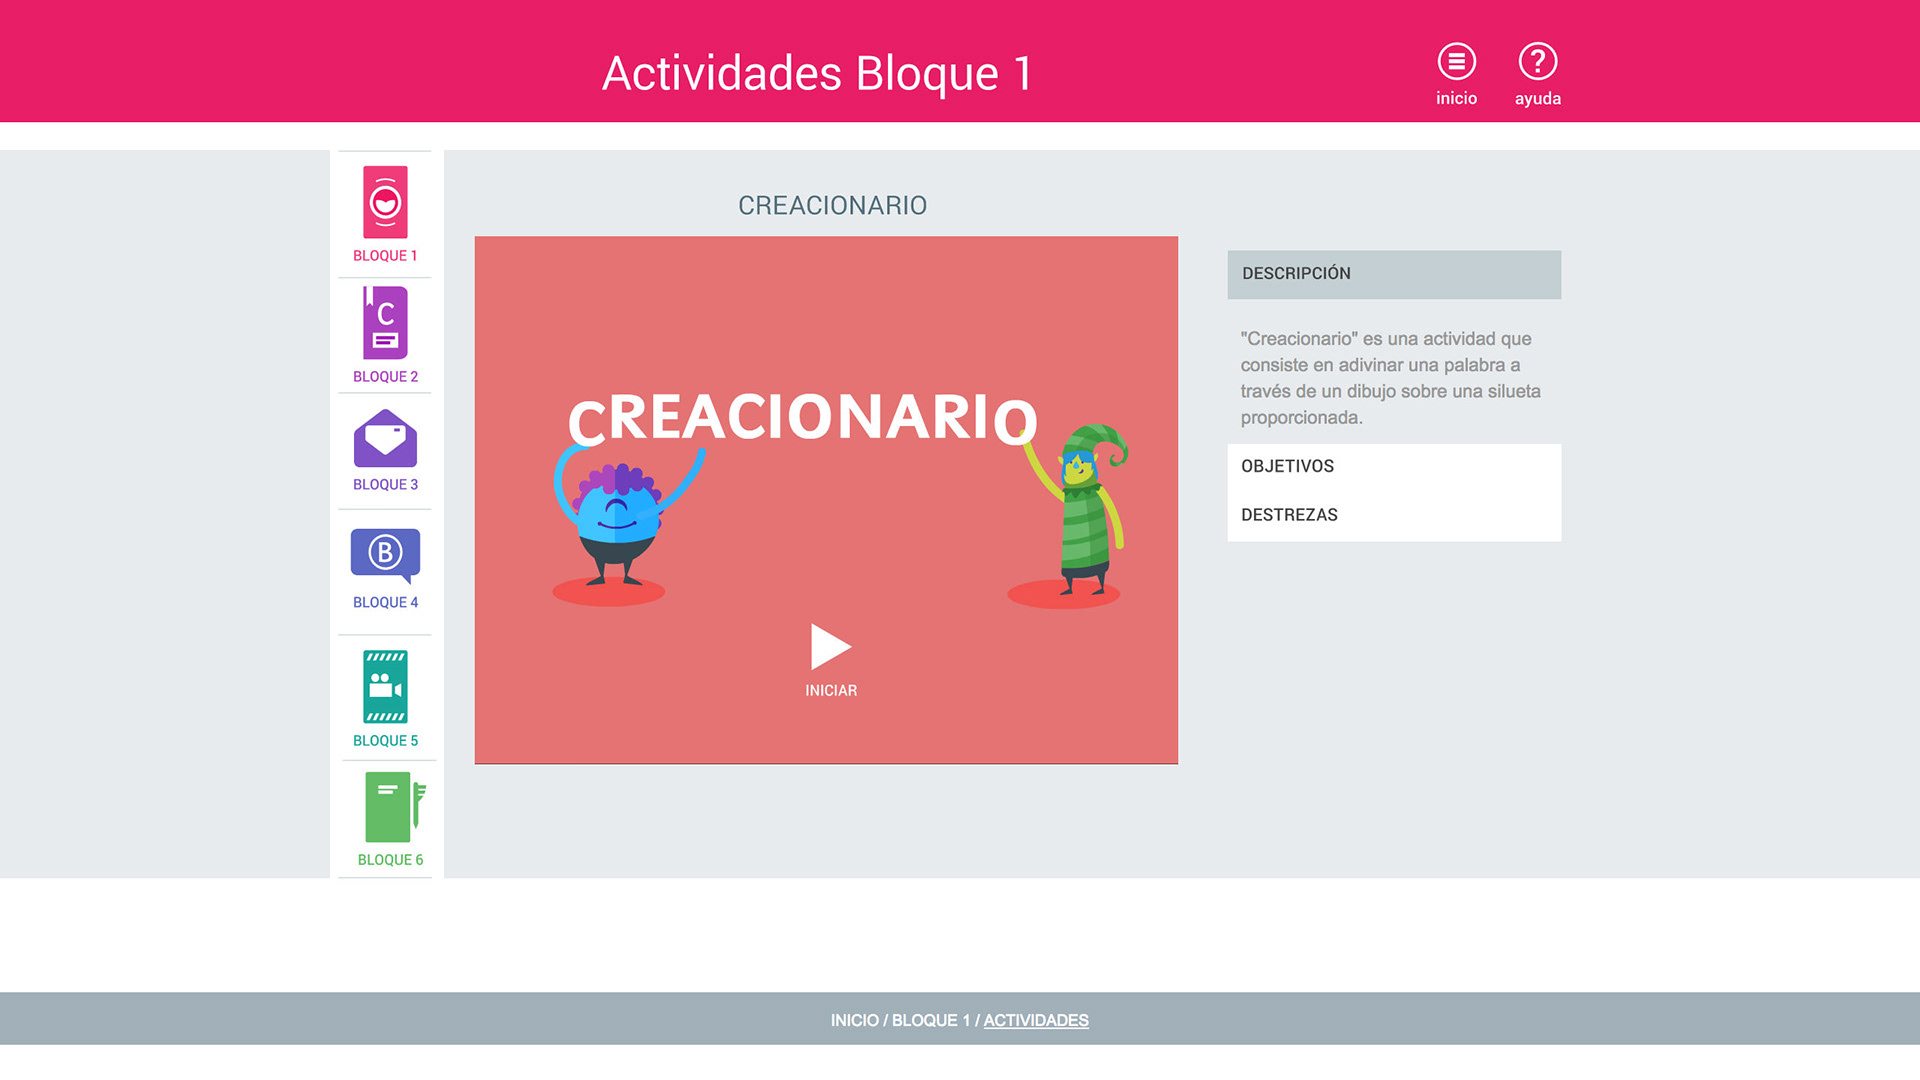 Actividades Bloque 1
inicio
ayuda
BLOQUE 1
C
BLOQUE 2
BLOQUE 3
B
BLOQUE 4
BLOQUE 5
BLOQUE 6
CREACIONARIO
CREACIONARIO
INICIAR
DESCRIPCIÓN
"Creacionario" es una actividad que
consiste en adivinar una palabra a
través de un dibujo sobre una silueta
proporcionada.
OBJETIVOS
DESTREZAS
INICIO / BLOQUE 1 / ACTIVIDADES